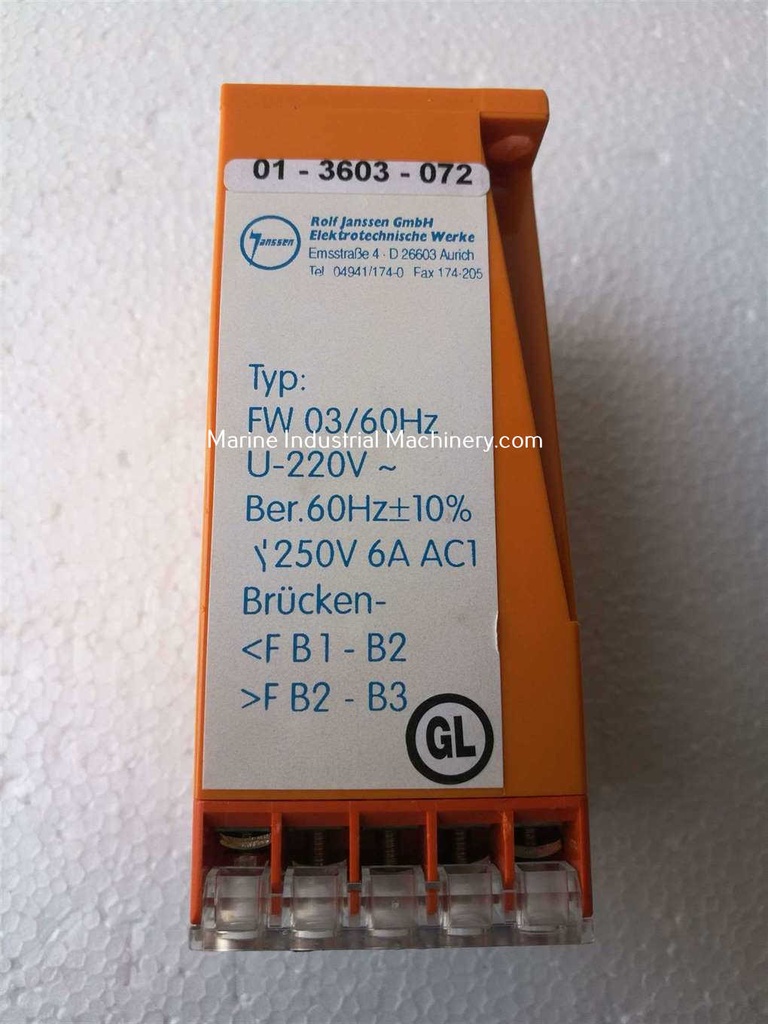 01 - 3603 - 072
Janssen
Rolf Janssen GmbH
Elektrotechnische Werke
Emsstraße 4 · D 26603 Aurich
Tel. 04941/174-0 Fax 174-205
Typ:
FW 03/60Hz
Marine Industrial Machinery.com
U-220V ~
Ber.60Hz±10%
250V 6A AC1
Brücken-
<F B1 - B2
>F B2 - B3
GL